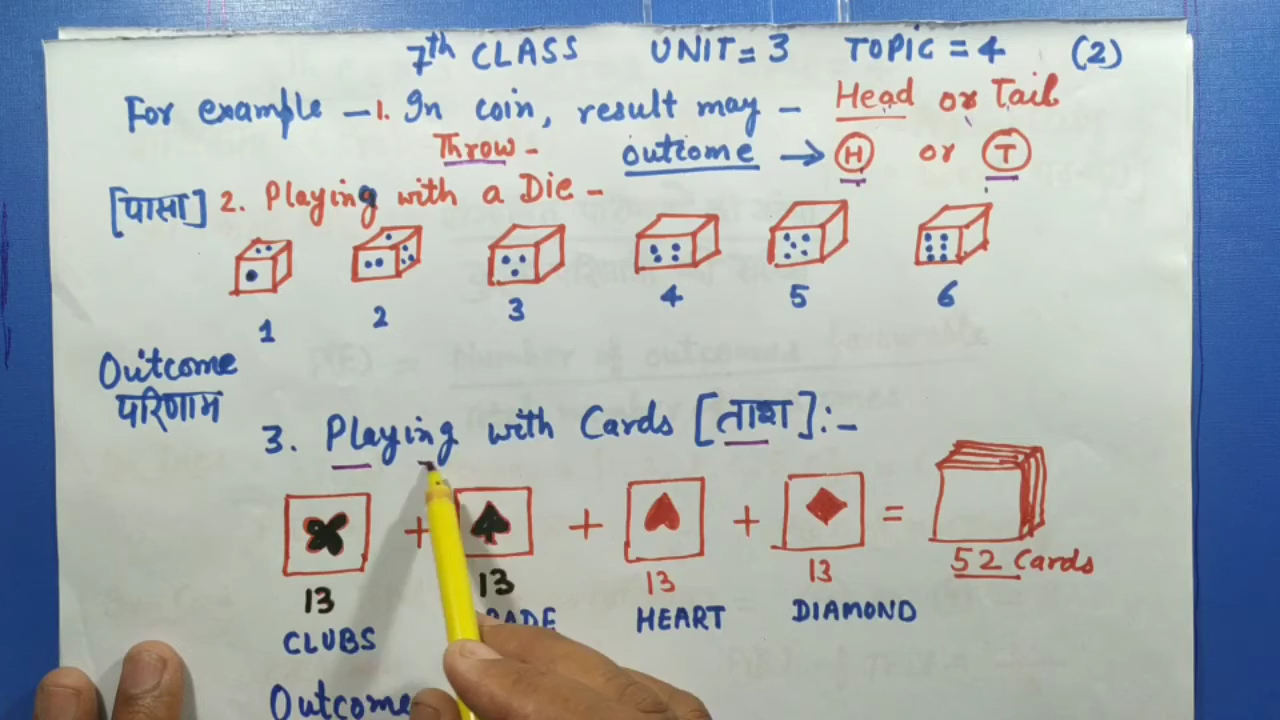 7th CLASS UNIT = 3 TOPIC = 4 (2)
For example - 1. In coin, result may - Head or Tail
Throw - outcome → H or T
[पासा] 2. Playing with a Die -
1 2 3 4 5 6
Outcome
परिणाम
3. Playing with Cards [ताश]:-
+ + + =
13 13 13 13 52 Cards
CLUBS HEART DIAMOND
Outcome